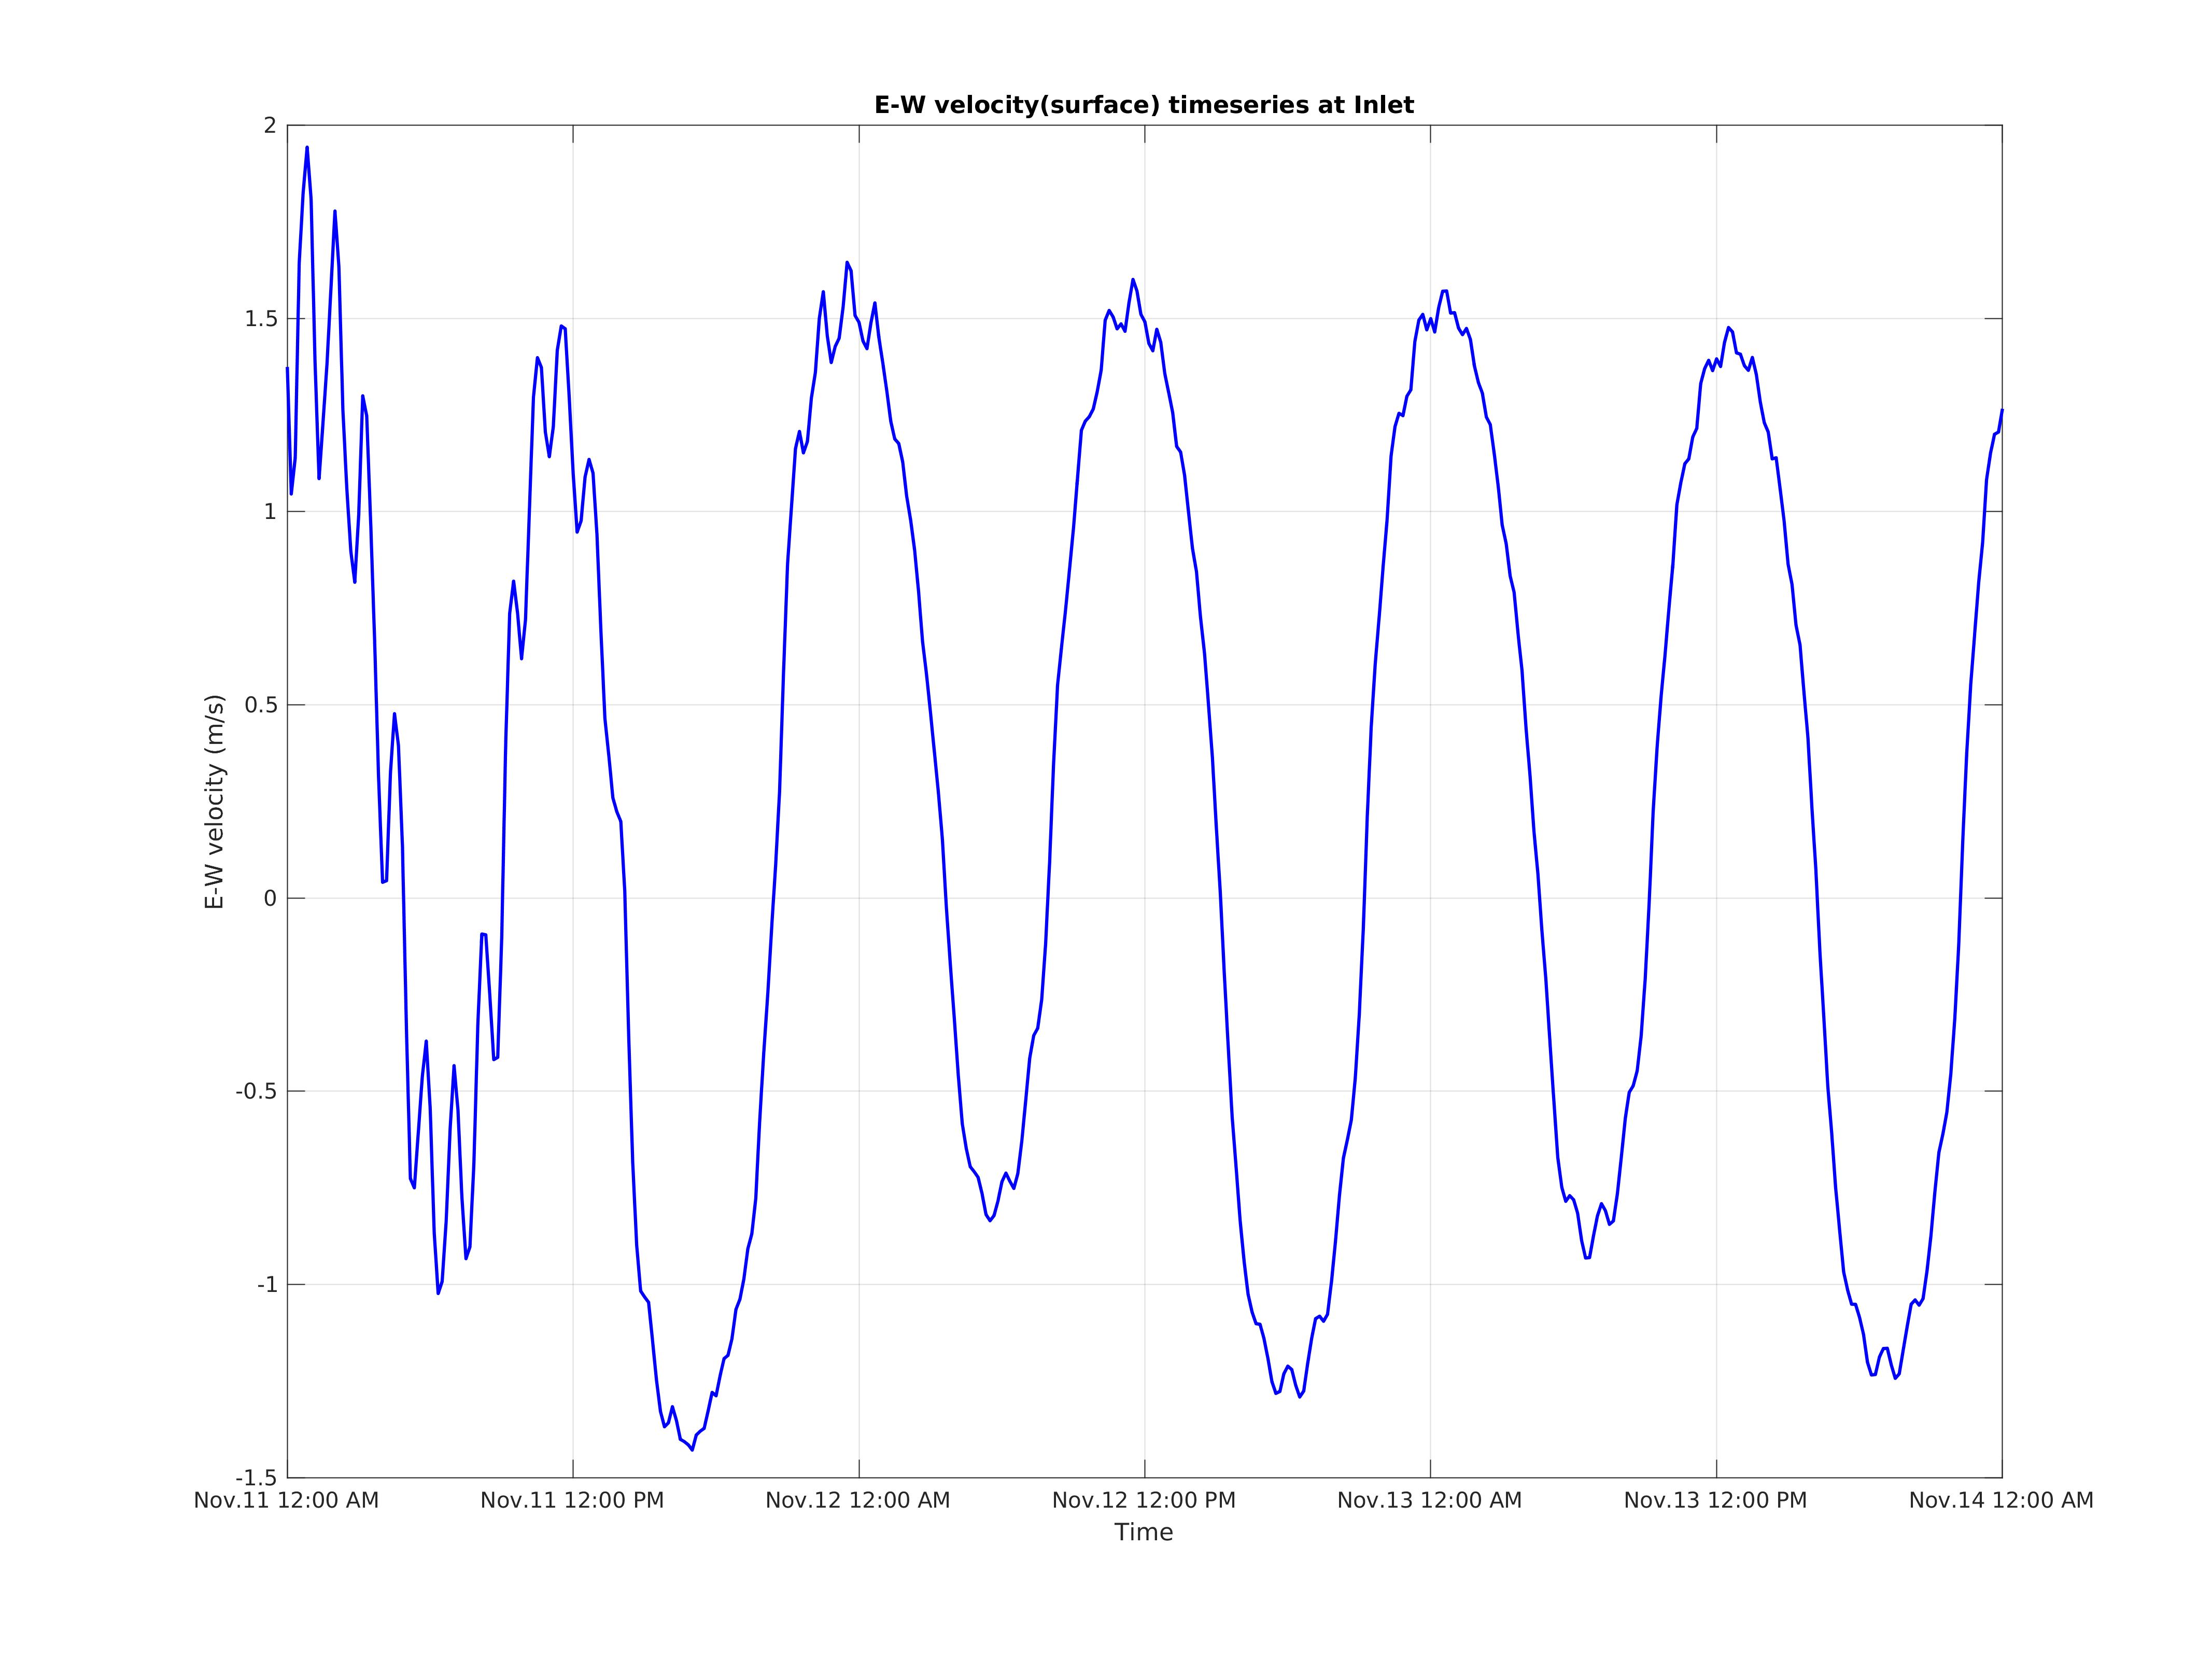 E-W velocity(surface) timeseries at Inlet
2
1.5
1
0.5
0
-0.5
-1
-1.5
E-W velocity (m/s)
Nov.11 12:00 AM Nov.11 12:00 PM Nov.12 12:00 AM Nov.12 12:00 PM Nov.13 12:00 AM Nov.13 12:00 PM Nov.14 12:00 AM
Time